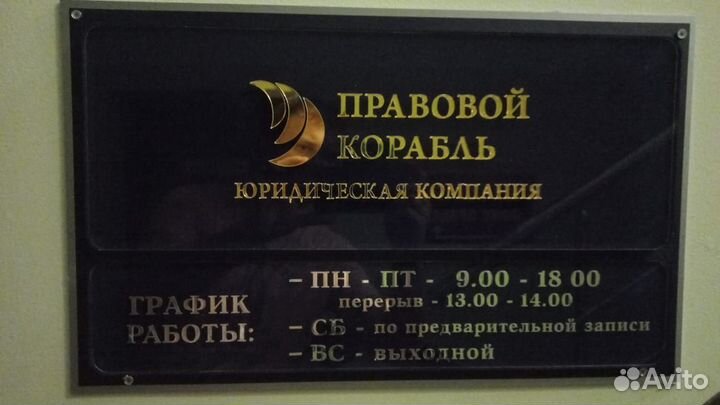 ПРАВОВОЙ
КОРАБЛЬ
ЮРИДИЧЕСКАЯ КОМПАНИЯ
ГРАФИК
РАБОТЫ:
– ПН - ПТ - 9.00 - 18 00
перерыв - 13.00 - 14.00
– СБ - по предварительной записи
– ВС - выходной
Avito